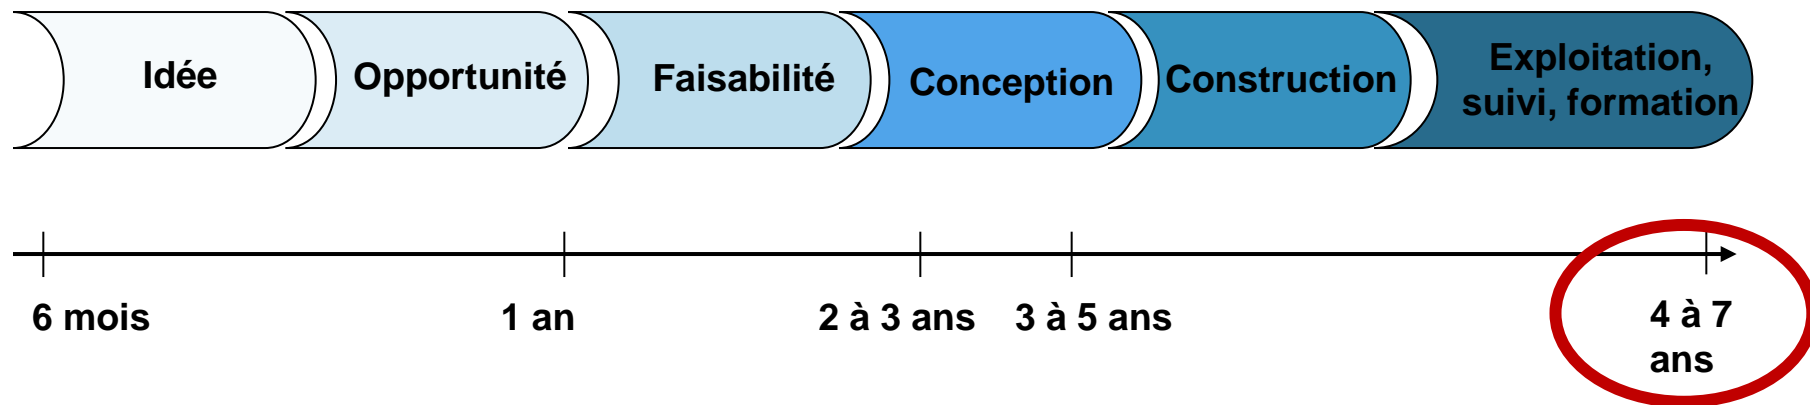 Idée
Opportunité
Faisabilité
Conception
Construction
Exploitation,
suivi, formation
6 mois
1 an
2 à 3 ans
3 à 5 ans
4 à 7
ans